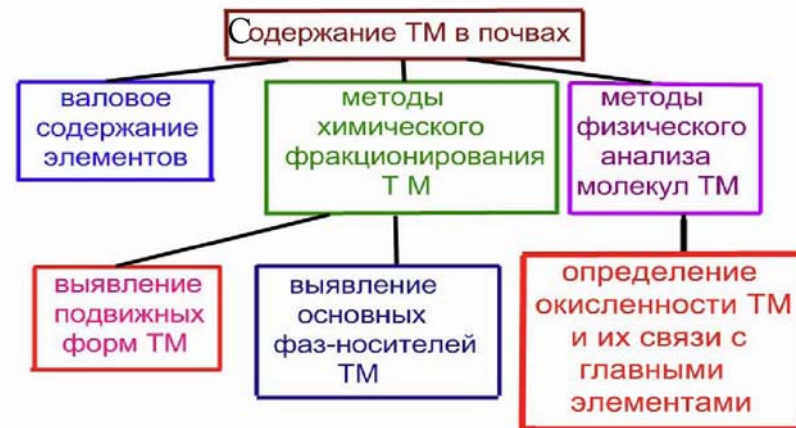 Содержание ТМ в почвах
валовое
содержание
элементов
методы
химического
фракционирования
Т М
методы
физического
анализа
молекул ТМ
выявление
подвижных
форм ТМ
выявление
основных
фаз-носителей
ТМ
определение
окисленности ТМ
и их связи с
главными
элементами